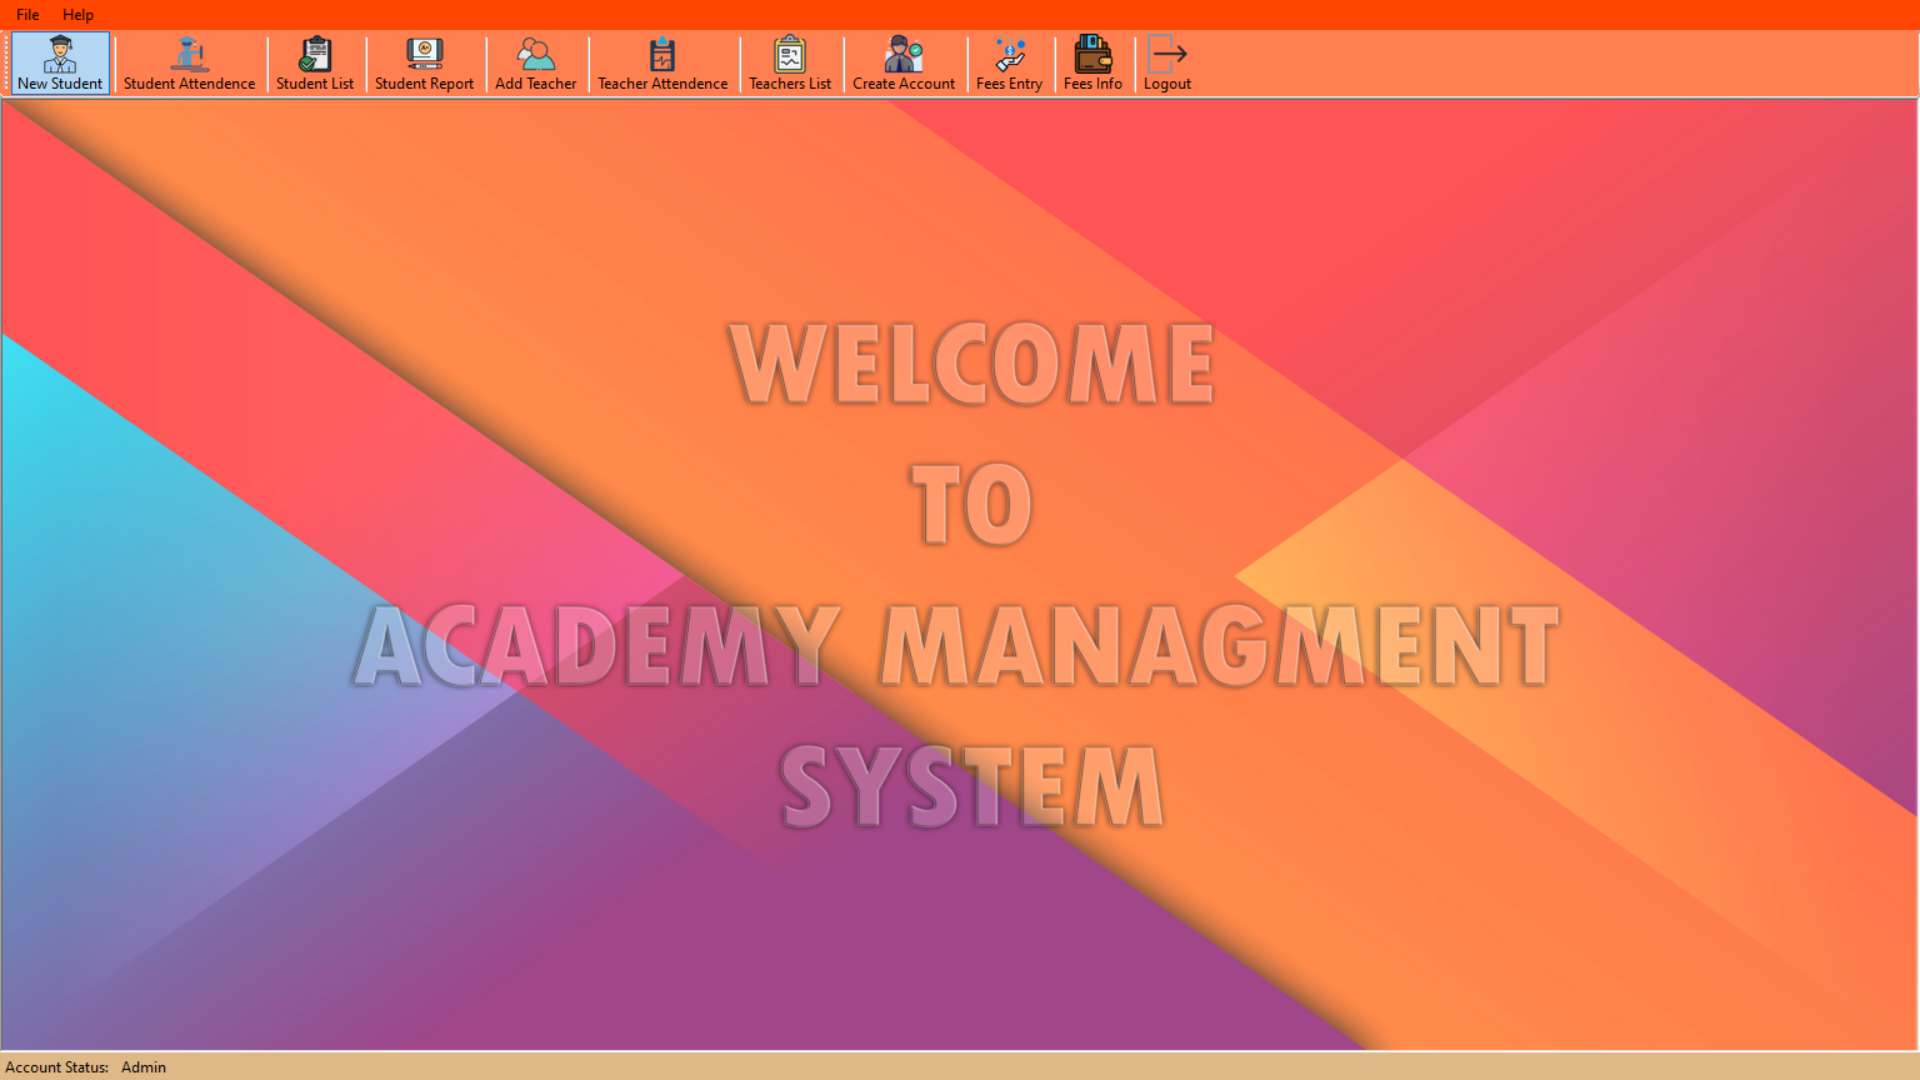 File Help
New Student Student Attendence Student List Student Report Add Teacher Teacher Attendence Teachers List Create Account Fees Entry Fees Info Logout
WELCOME
TO
ACADEMY MANAGMENT
SYSTEM
Account Status: Admin